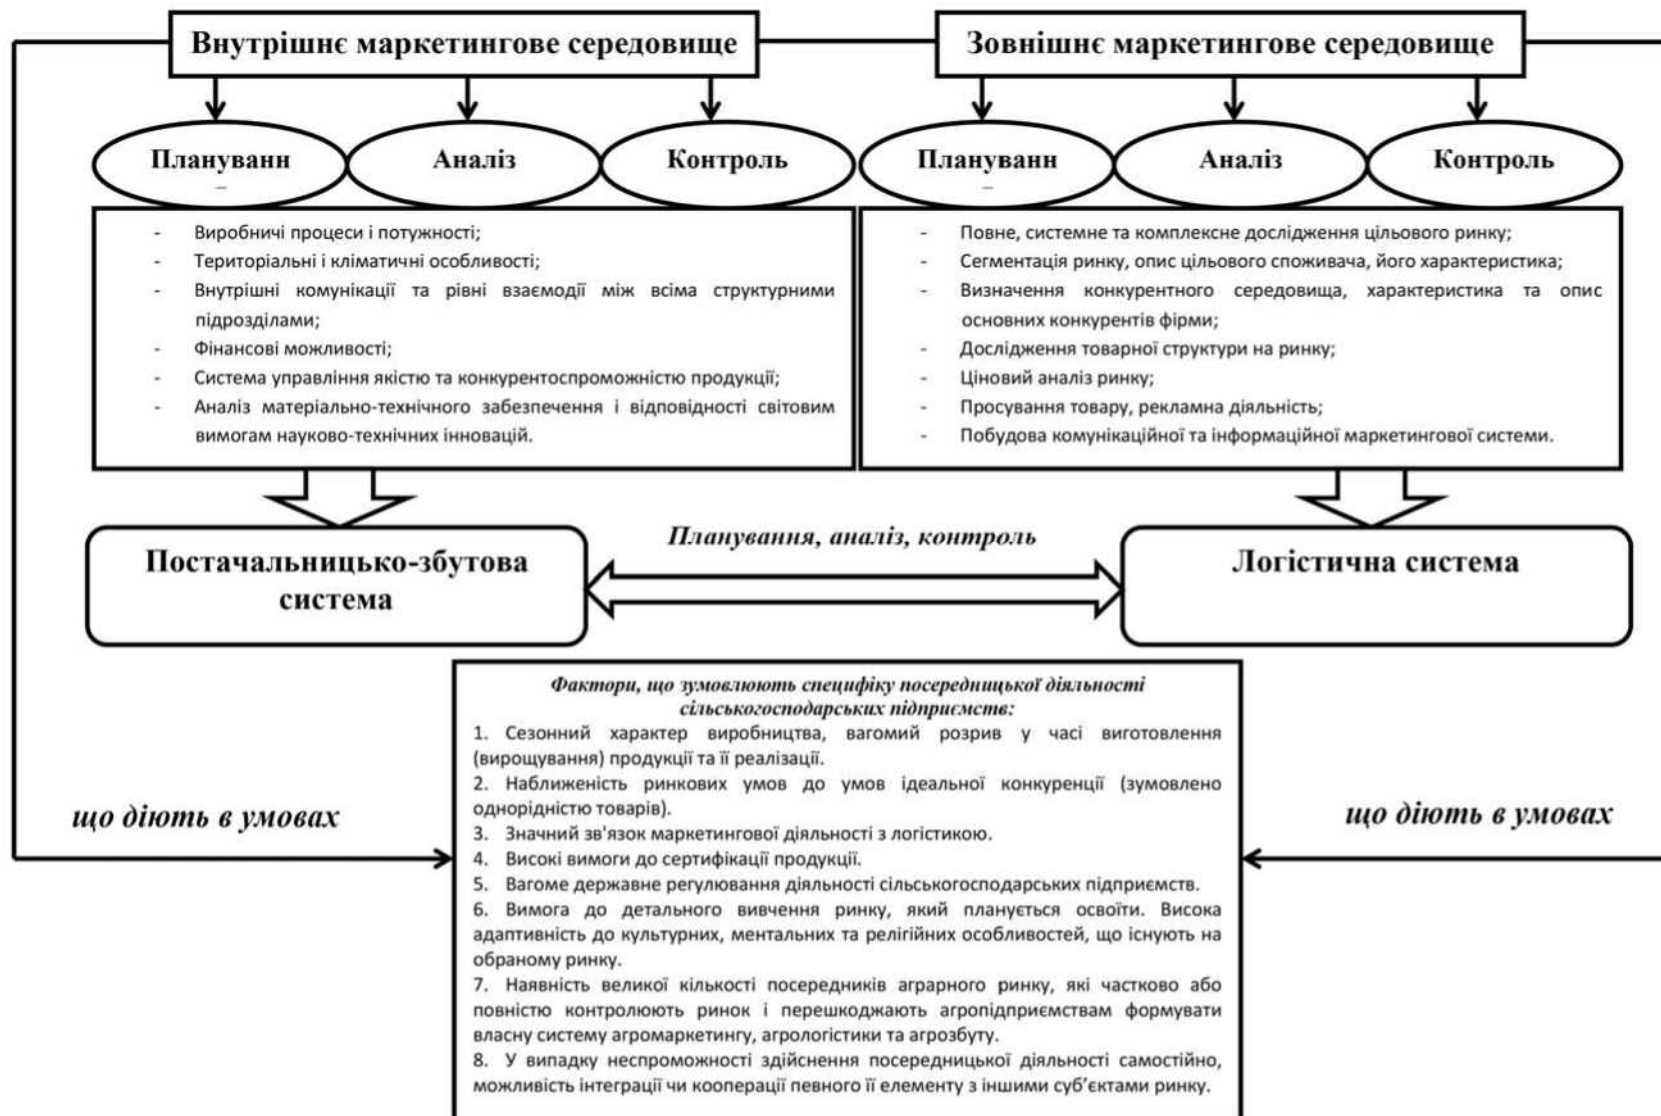 Внутрішнє маркетингове середовище
Зовнішнє маркетингове середовище
Плануванн
Аналіз
Контроль
Плануванн
Аналіз
Контроль
- Виробничі процеси і потужності;
- Територіальні і кліматичні особливості;
- Внутрішні комунікації та рівні взаємодії між всіма структурними
підрозділами;
- Фінансові можливості;
- Система управління якістю та конкурентоспроможністю продукції;
- Аналіз матеріально-технічного забезпечення і відповідності світовим
вимогам науково-технічних інновацій.
- Повне, системне та комплексне дослідження цільового ринку;
- Сегментація ринку, опис цільового споживача, його характеристика;
- Визначення конкурентного середовища, характеристика та опис
основних конкурентів фірми;
- Дослідження товарної структури на ринку;
- Ціновий аналіз ринку;
- Просування товару, рекламна діяльність;
- Побудова комунікаційної та інформаційної маркетингової системи.
Постачальницько-збутова
система
Планування, аналіз, контроль
Логістична система
Фактори, що зумовлюють специфіку посередницької діяльності
сільськогосподарських підприємств:
1. Сезонний характер виробництва, вагомий розрив у часі виготовлення
(вирощування) продукції та її реалізації.
2. Наближеність ринкових умов до умов ідеальної конкуренції (зумовлено
однорідністю товарів).
3. Значний зв'язок маркетингової діяльності з логістикою.
4. Високі вимоги до сертифікації продукції.
5. Вагоме державне регулювання діяльності сільськогосподарських підприємств.
6. Вимога до детального вивчення ринку, який планується освоїти. Висока
адаптивність до культурних, ментальних та релігійних особливостей, що існують на
обраному ринку.
7. Наявність великої кількості посередників аграрного ринку, які частково або
повністю контролюють ринок і перешкоджають агропідприємствам формувати
власну систему агромаркетингу, агрологістики та агрозбуту.
8. У випадку неспроможності здійснення посередницької діяльності самостійно,
можливість інтеграції чи кооперації певного її елементу з іншими суб’єктами ринку.
що діють в умовах
що діють в умовах